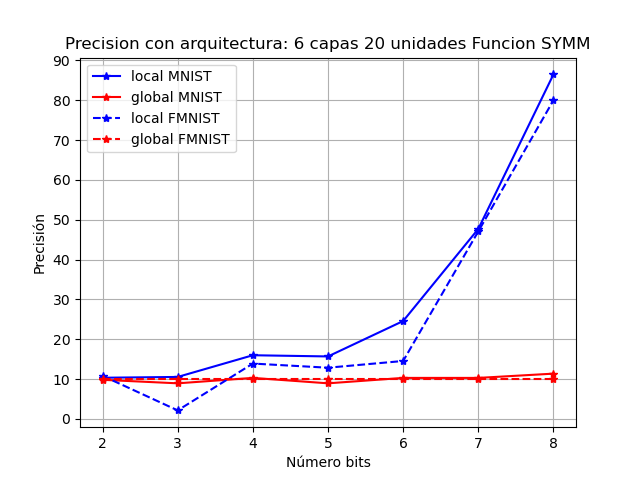 Precision con arquitectura: 6 capas 20 unidades Funcion SYMM
local MNIST
global MNIST
local FMNIST
global FMNIST
Precisión
90
80
70
60
50
40
30
20
10
0
2 3 4 5 6 7 8
Número bits